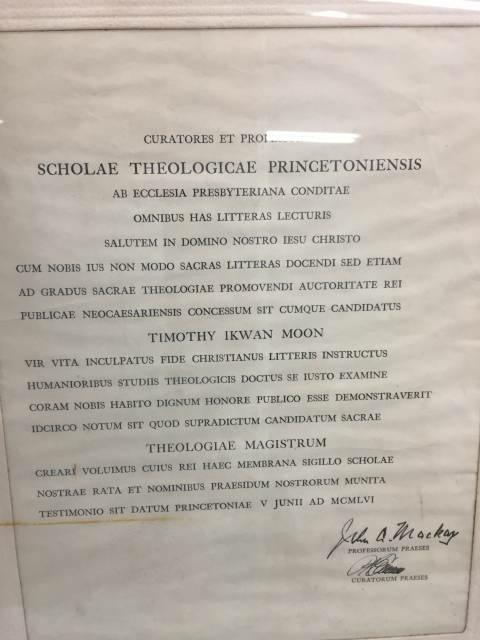 CURATORES ET
SCHOLAE THEOLOGICAE PRINCETONIENSIS
AB ECCLESIA PRESBYTERIANA CONDITAE
OMNIBUS HAS LITTERAS LECTURIS
SALUTEM IN DOMINO NOSTRO IESU CHRISTO
CUM NOBIS IUS NON MODO SACRAS LITTERAS DOCENDI SED ETIAM
AD GRADUS SACRAE THEOLOGIAE PROMOVENDI AUCTORITATE REI
PUBLICAE NEOCAESARIENSIS CONCESSUM SIT CUMQUE CANDIDATUS
TIMOTHY IKWAN MOON
VIR VITA INCULPATUS FIDE CHRISTIANUS LITTERIS INSTRUCTUS
HUMANIORIBUS STUDIIS THEOLOGICIS DOCTUS SE IUSTO EXAMINE
CORAM NOBIS HABITO DIGNUM HONORE PUBLICO ESSE DEMONSTRAVERIT
IDCIRCO NOTUM SIT QUOD SUPRADICTUM CANDIDATUM SACRAE
THEOLOGIAE MAGISTRUM
CREARI VOLUIMUS CUIUS REI HAEC MEMBRANA SIGILLO SCHOLAE
NOSTRAE RATA ET NOMINIBUS PRAESIDUM NOSTRORUM MUNITA
TESTIMONIO SIT DATUM PRINCETONIAE V JUNII AD MCMLVI
John A. Mackay
PROFESSORUM PRAESES
CURATORUM PRAESES